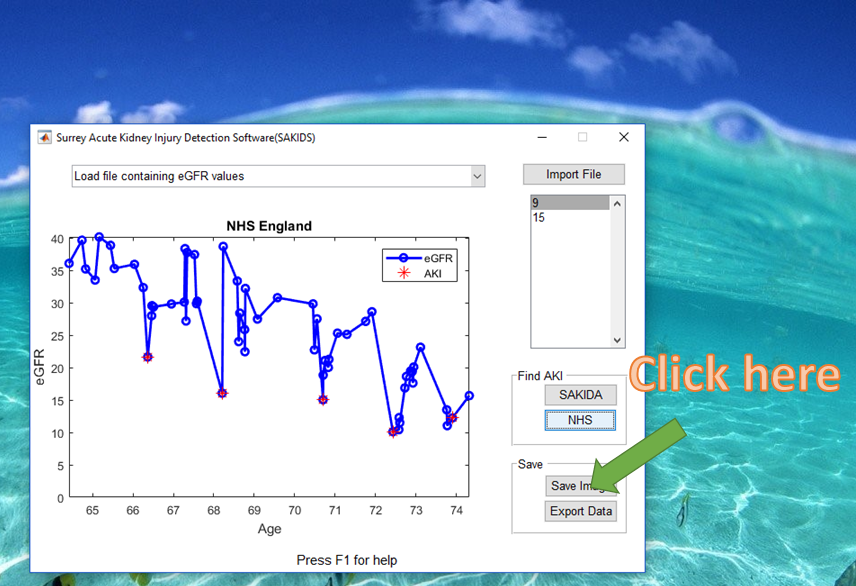 Surrey Acute Kidney Injury Detection Software(SAKIDS)
Load file containing eGFR values
Import File
9
15
NHS England
eGFR
AKI
40
35
30
25
20
15
10
5
0
eGFR
65 66 67 68 69 70 71 72 73 74
Age
Find AKI
SAKIDA
NHS
Click here
Save
Save
Export Data
Press F1 for help